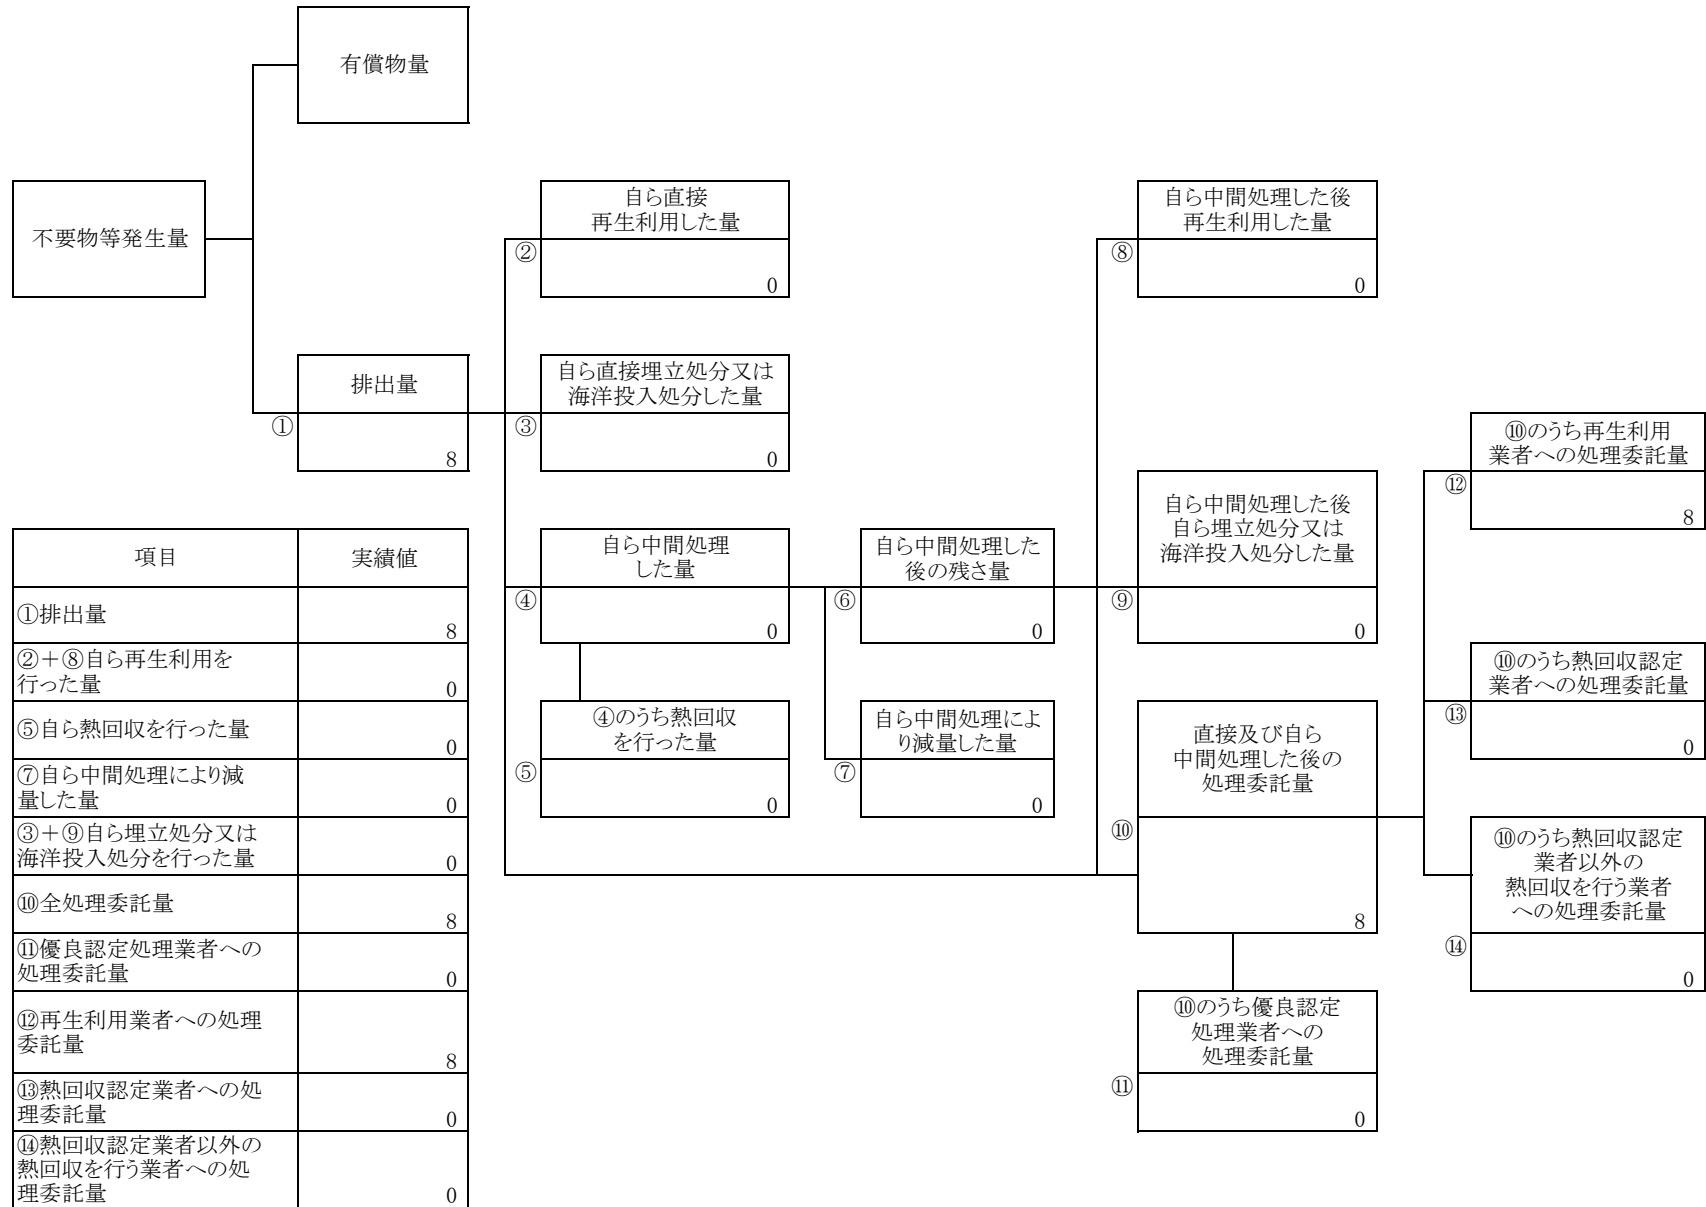 有償物量
不要物等発生量
排出量
①
8
自ら直接
再生利用した量
②
0
自ら直接埋立処分又は
海洋投入処分した量
③
0
自ら中間処理
した量
④
0
④のうち熱回収
を行った量
⑤
0
自ら中間処理した
後の残さ量
⑥
0
自ら中間処理によ
り減量した量
⑦
0
自ら中間処理した後
再生利用した量
⑧
0
自ら中間処理した後
自ら埋立処分又は
海洋投入処分した量
⑨
0
直接及び自ら
中間処理した後の
処理委託量
⑩
8
⑩のうち優良認定
処理業者への
処理委託量
⑪
0
⑩のうち再生利用
業者への処理委託量
⑫
8
⑩のうち熱回収認定
業者への処理委託量
⑬
0
⑩のうち熱回収認定
業者以外の
熱回収を行う業者
への処理委託量
⑭
0
項目 実績値
①排出量
8
②+⑧自ら再生利用を
行った量
0
⑤自ら熱回収を行った量
0
⑦自ら中間処理により減
量した量
0
③+⑨自ら埋立処分又は
海洋投入処分を行った量
0
⑩全処理委託量
8
⑪優良認定処理業者への
処理委託量
0
⑫再生利用業者への処理
委託量
8
⑬熱回収認定業者への処
理委託量
0
⑭熱回収認定業者以外の
熱回収を行う業者への処
理委託量
0